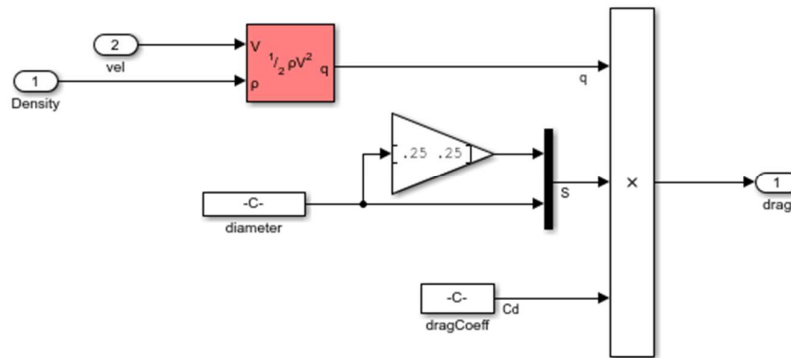 2
vel
1
Density
V
ρ
1/2 ρV²
q
q
[.25 .25]
-C-
diameter
S
-C-
dragCoeff
Cd
×
1
drag